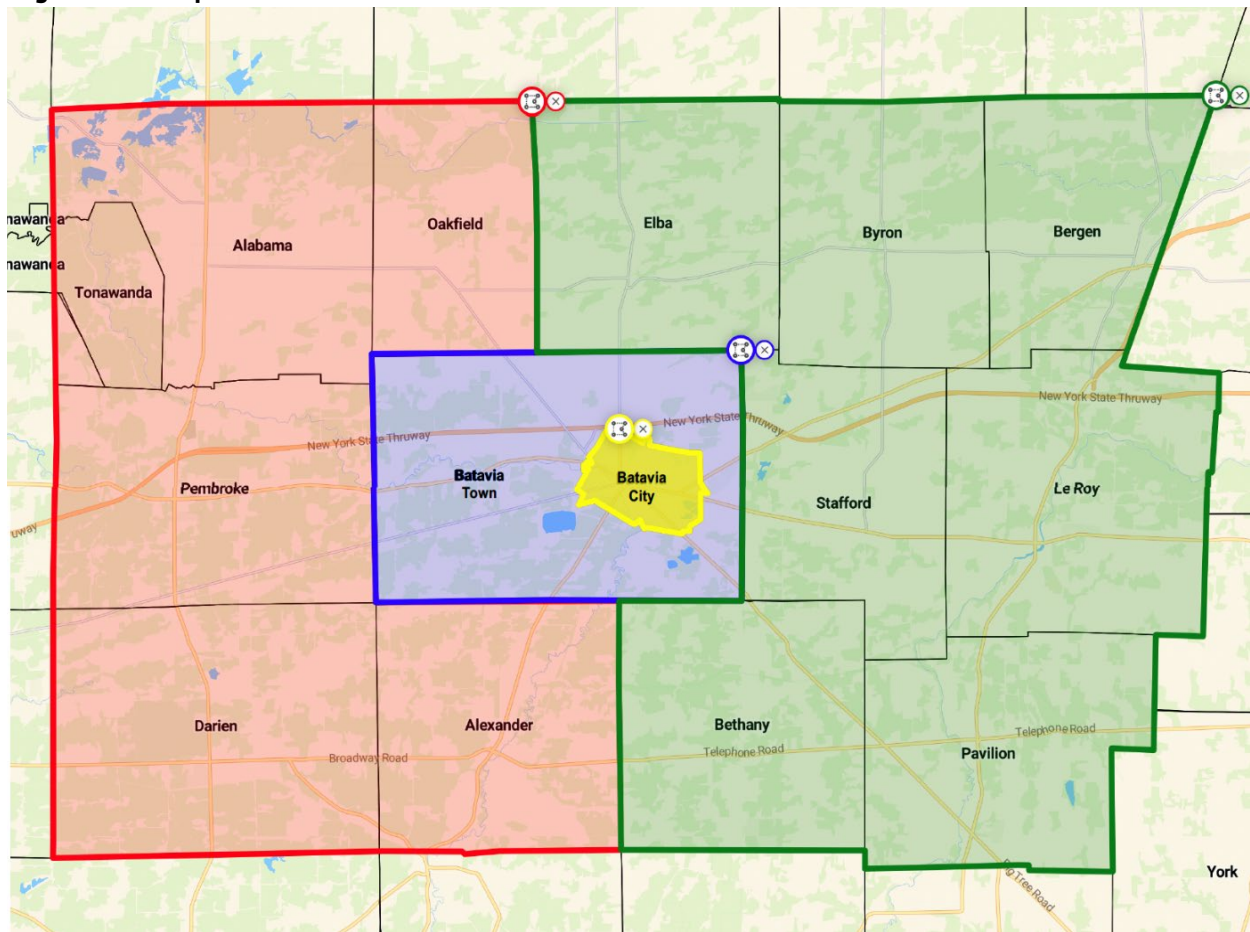 Elba
Byron
Bergen
Oakfield
Alabama
nawanda
nawanda
Tonawanda
New York State Thruway
New York State Thruway
New York State Thruway
Pembroke
Batavia
Town
Batavia
City
Stafford
Le Roy
ruway
Darien
Alexander
Bethany
Pavilion
Broadway Road
Telephone Road
Telephone Road
Big Tree Road
York